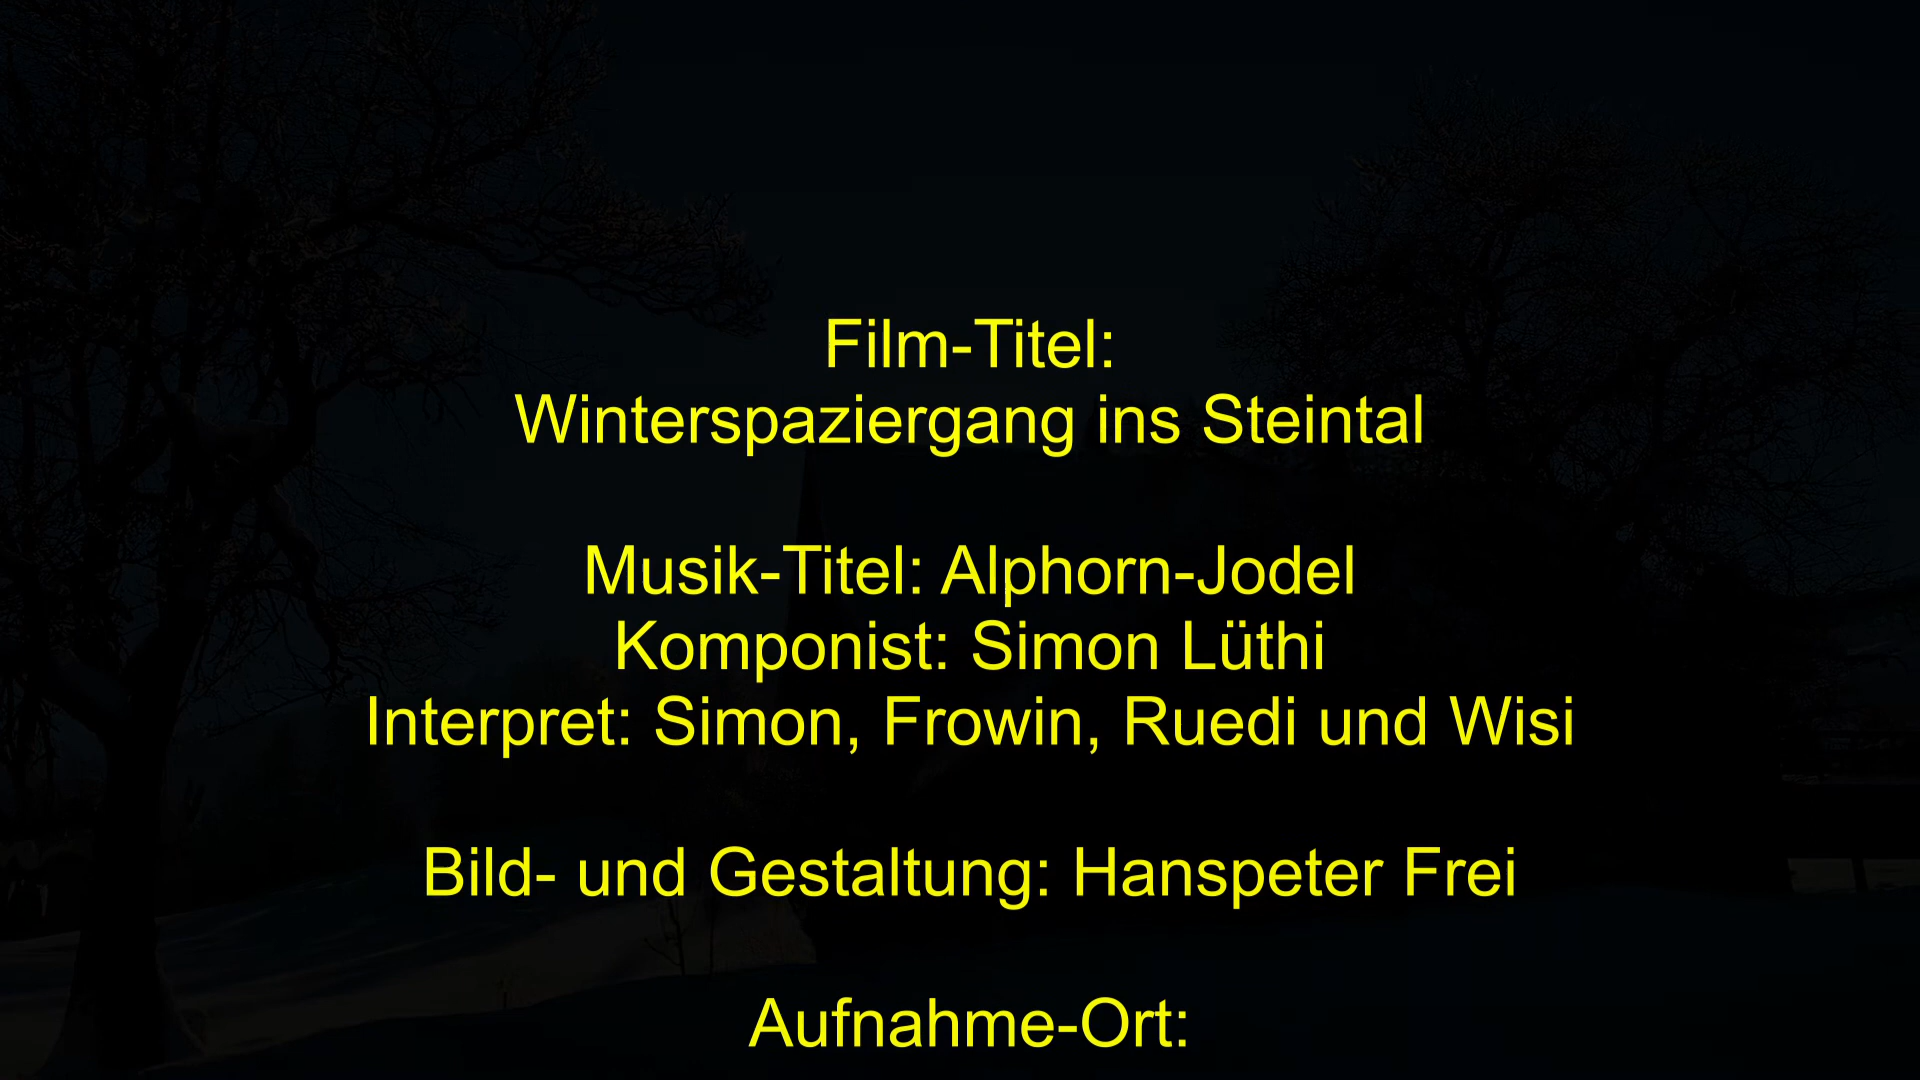 Film-Titel:
Winterspaziergang ins Steintal
Musik-Titel: Alphorn-Jodel
Komponist: Simon Lüthi
Interpret: Simon, Frowin, Ruedi und Wisi
Bild- und Gestaltung: Hanspeter Frei
Aufnahme-Ort: